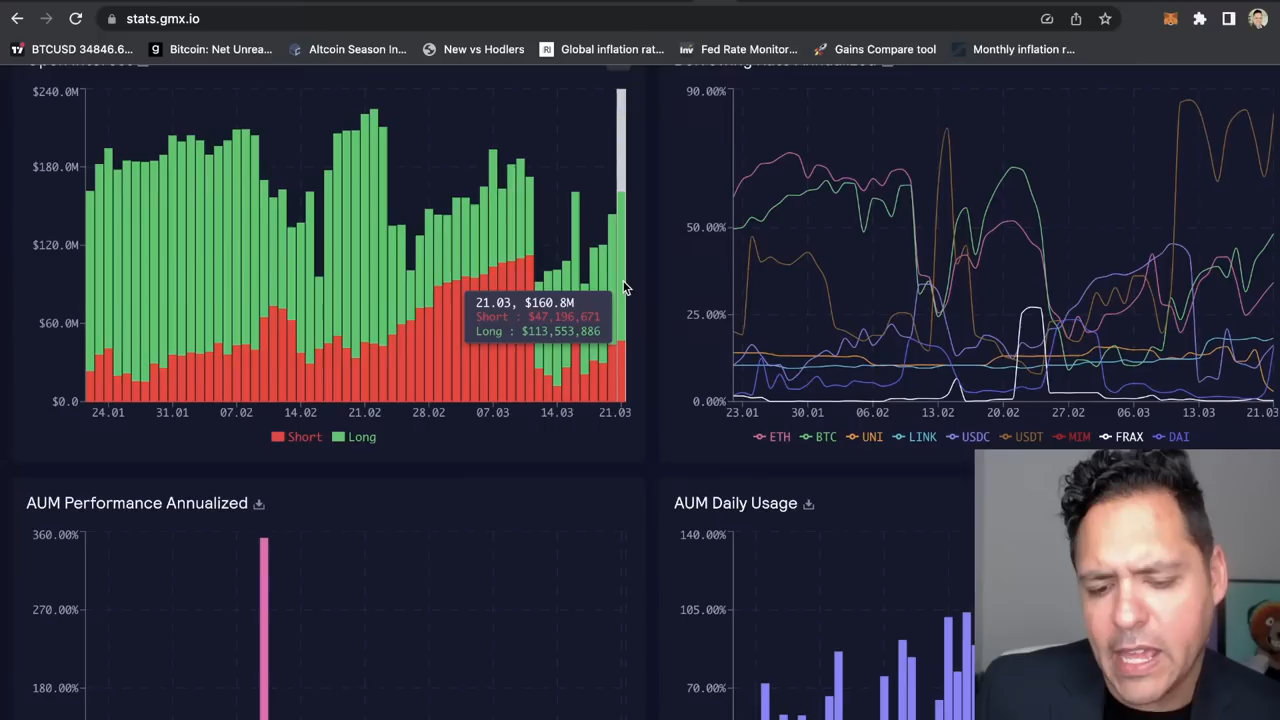 stats.gmx.io
BTCUSD 34846.6...
Bitcoin: Net Unrea...
Altcoin Season In...
New vs Hodlers
Global inflation rat...
Fed Rate Monitor...
Gains Compare tool
Monthly inflation r...
$240.0M
$180.0M
$120.0M
$60.0M
$0.0
21.03, $160.8M
Short : $47,196,671
Long : $113,553,886
24.01 31.01 07.02 14.02 21.02 28.02 07.03 14.03 21.03
Short Long
90.00%
50.00%
25.00%
0.00%
23.01 30.01 06.02 13.02 20.02 27.02 06.03 13.03 21.03
ETH BTC UNI LINK USDC USDT MIM FRAX DAI
AUM Performance Annualized
360.00%
270.00%
180.00%
AUM Daily Usage
140.00%
105.00%
70.00%